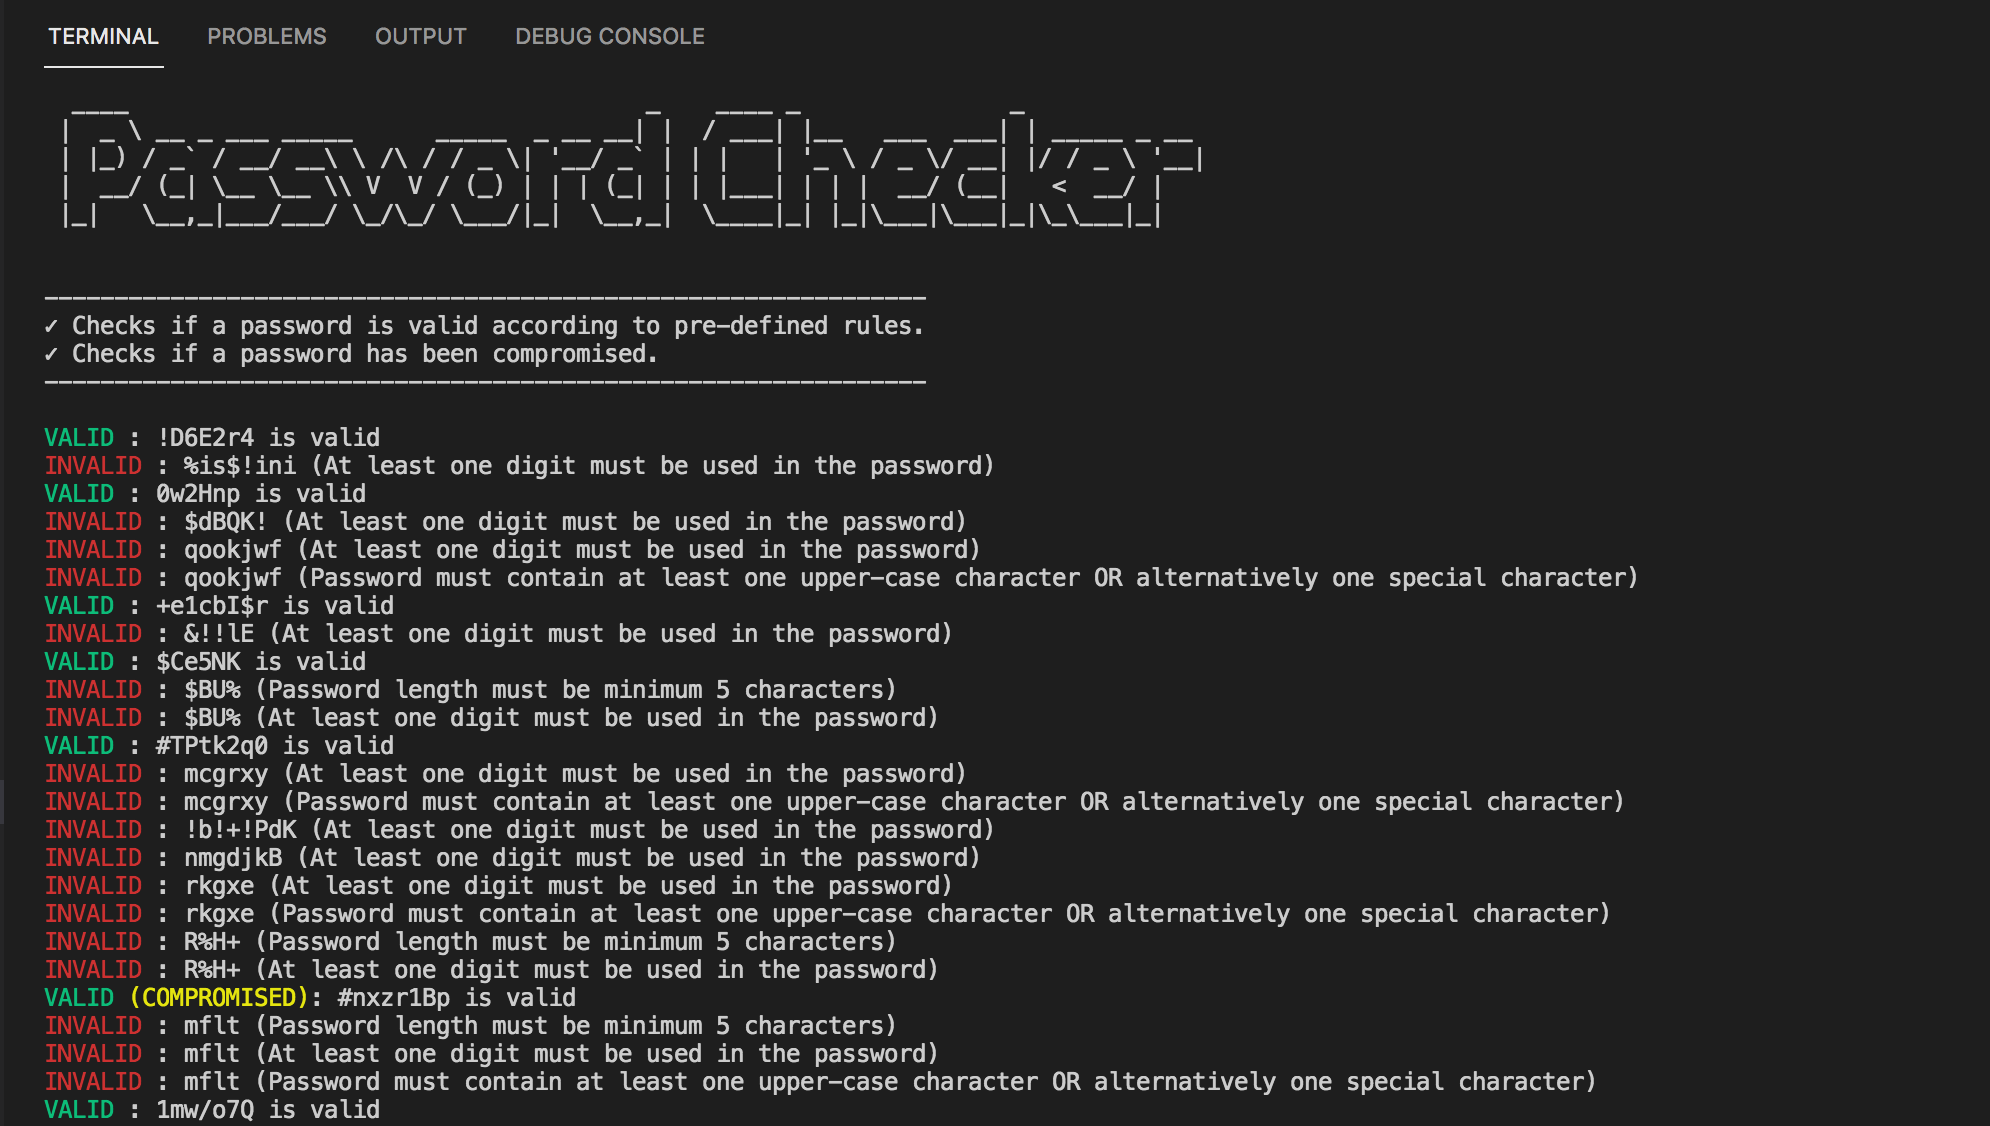 TERMINAL PROBLEMS OUTPUT DEBUG CONSOLE
Password Checker
---------------------------------------------------------------
✓ Checks if a password is valid according to pre-defined rules.
✓ Checks if a password has been compromised.
---------------------------------------------------------------
VALID : !D6E2r4 is valid
INVALID : %is$!ini (At least one digit must be used in the password)
VALID : 0w2Hnp is valid
INVALID : $dBQK! (At least one digit must be used in the password)
INVALID : qookjwf (At least one digit must be used in the password)
INVALID : qookjwf (Password must contain at least one upper-case character OR alternatively one special character)
VALID : +e1cbI$r is valid
INVALID : &!!lE (At least one digit must be used in the password)
VALID : $Ce5NK is valid
INVALID : $BU% (Password length must be minimum 5 characters)
INVALID : $BU% (At least one digit must be used in the password)
VALID : #TPtk2q0 is valid
INVALID : mcgrxy (At least one digit must be used in the password)
INVALID : mcgrxy (Password must contain at least one upper-case character OR alternatively one special character)
INVALID : !b!+!PdK (At least one digit must be used in the password)
INVALID : nmgdjkB (At least one digit must be used in the password)
INVALID : rkgxe (At least one digit must be used in the password)
INVALID : rkgxe (Password must contain at least one upper-case character OR alternatively one special character)
INVALID : R%H+ (Password length must be minimum 5 characters)
INVALID : R%H+ (At least one digit must be used in the password)
VALID (COMPROMISED): #nxzr1Bp is valid
INVALID : mflt (Password length must be minimum 5 characters)
INVALID : mflt (At least one digit must be used in the password)
INVALID : mflt (Password must contain at least one upper-case character OR alternatively one special character)
VALID : 1mw/o7Q is valid